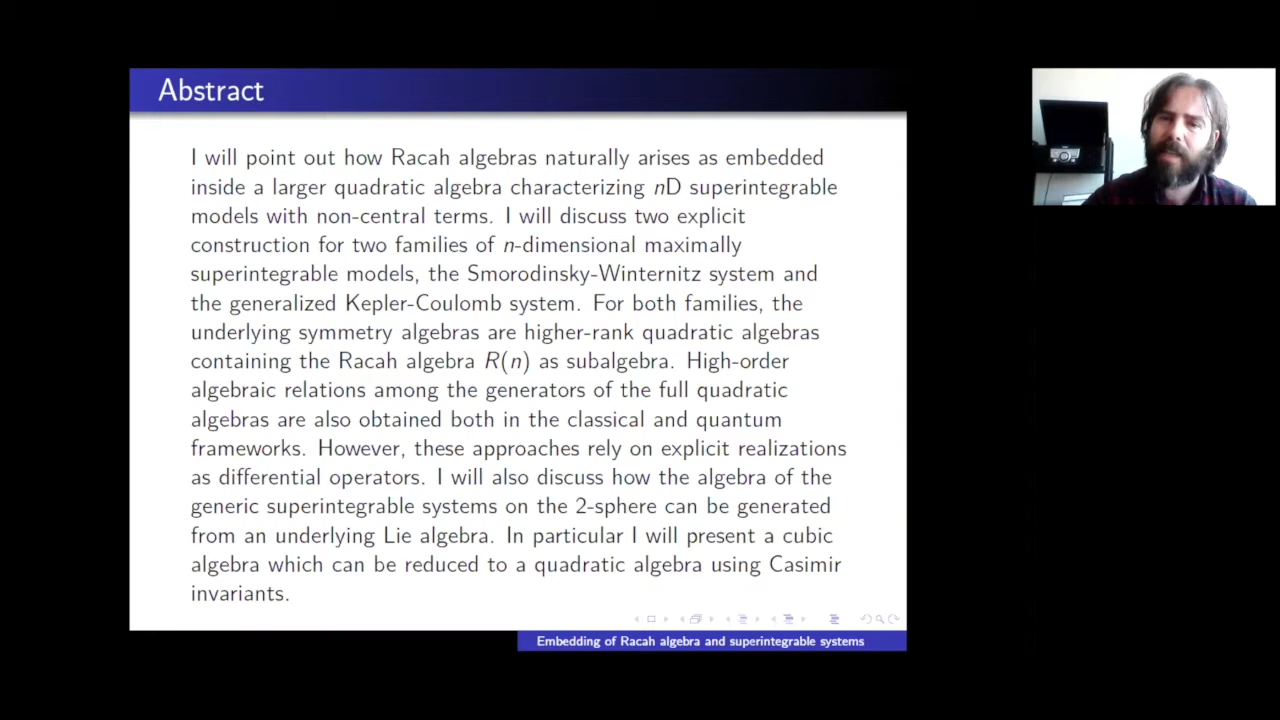 Abstract
I will point out how Racah algebras naturally arises as embedded
inside a larger quadratic algebra characterizing nD superintegrable
models with non-central terms. I will discuss two explicit
construction for two families of n-dimensional maximally
superintegrable models, the Smorodinsky-Winternitz system and
the generalized Kepler-Coulomb system. For both families, the
underlying symmetry algebras are higher-rank quadratic algebras
containing the Racah algebra R(n) as subalgebra. High-order
algebraic relations among the generators of the full quadratic
algebras are also obtained both in the classical and quantum
frameworks. However, these approaches rely on explicit realizations
as differential operators. I will also discuss how the algebra of the
generic superintegrable systems on the 2-sphere can be generated
from an underlying Lie algebra. In particular I will present a cubic
algebra which can be reduced to a quadratic algebra using Casimir
invariants.
Embedding of Racah algebra and superintegrable systems